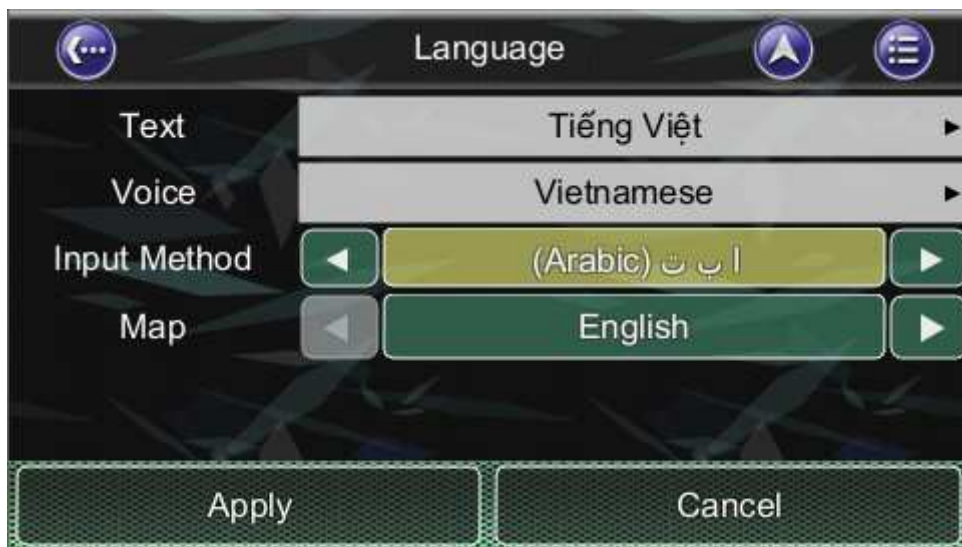 Language
Text Tiếng Việt
Voice Vietnamese
Input Method ا ب ت (Arabic)
Map English
Apply Cancel